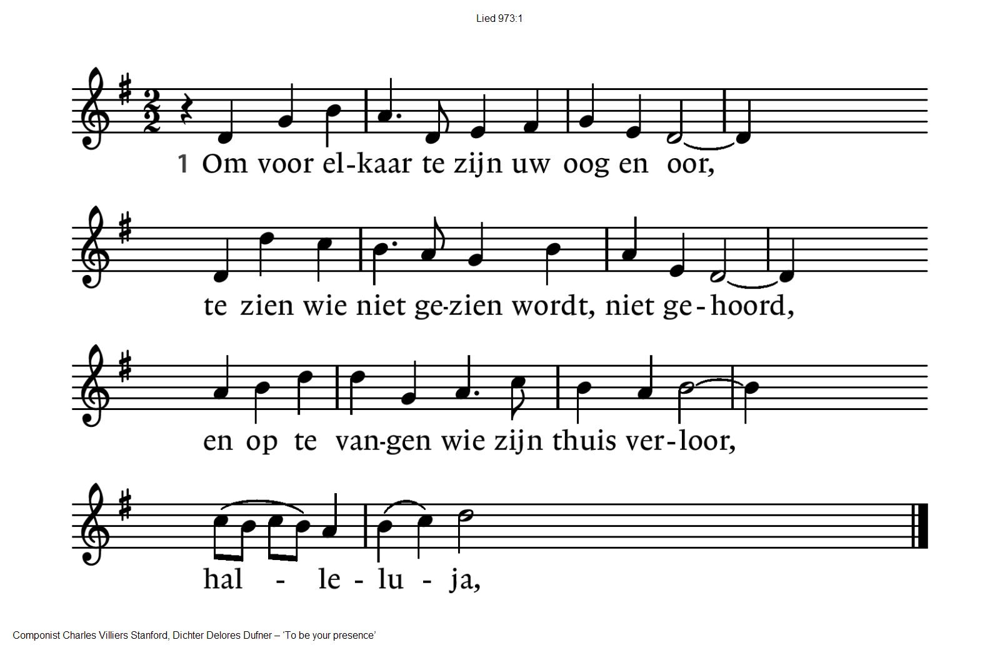 Lied 973:1
1 Om voor el-kaar te zijn uw oog en oor,
te zien wie niet ge-zien wordt, niet ge-hoord,
en op te van-gen wie zijn thuis ver-loor,
hal - le - lu - ja,
Componist Charles Villiers Stanford, Dichter Delores Dufner – ‘To be your presence’